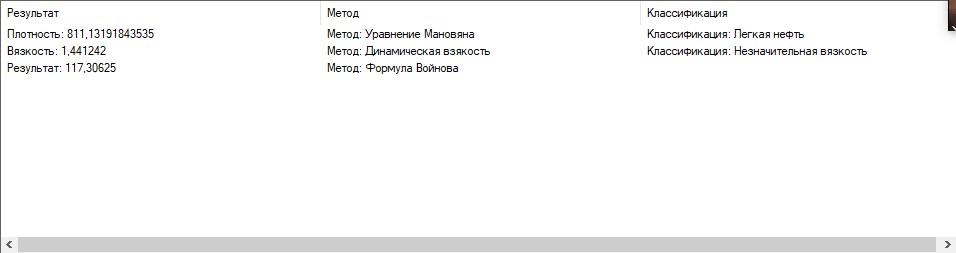 Результат Метод Классификация
Плотность: 811,13191843535 Метод: Уравнение Мановяна Классификация: Легкая нефть
Вязкость: 1,441242 Метод: Динамическая взякость Классификация: Незначительная вязкость
Результат: 117,30625 Метод: Формула Войнова